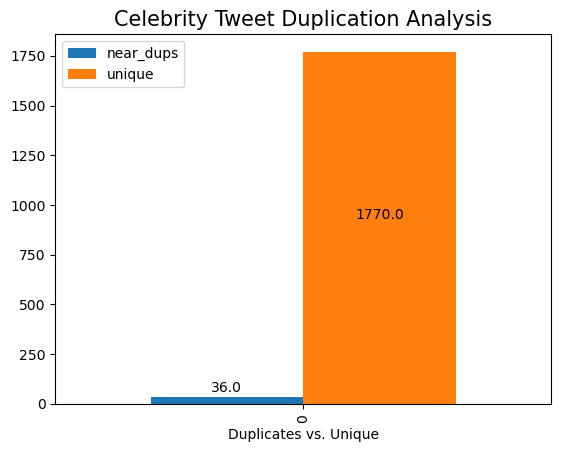 Celebrity Tweet Duplication Analysis
near_dups
unique
1750
1500
1250
1000
750
500
250
0
1770.0
36.0
0
Duplicates vs. Unique